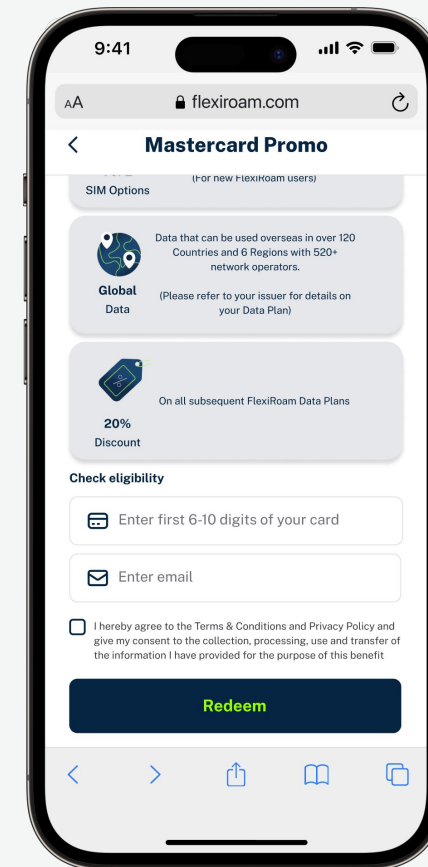 9:41
AA
flexiroam.com
Mastercard Promo
SIM Options
(For new FlexiRoam users)
Data that can be used overseas in over 120
Countries and 6 Regions with 520+
network operators.
Global
Data
(Please refer to your issuer for details on
your Data Plan)
%
On all subsequent FlexiRoam Data Plans
20%
Discount
Check eligibility
Enter first 6-10 digits of your card
Enter email
I hereby agree to the Terms & Conditions and Privacy Policy and
give my consent to the collection, processing, use and transfer of
the information I have provided for the purpose of this benefit
Redeem